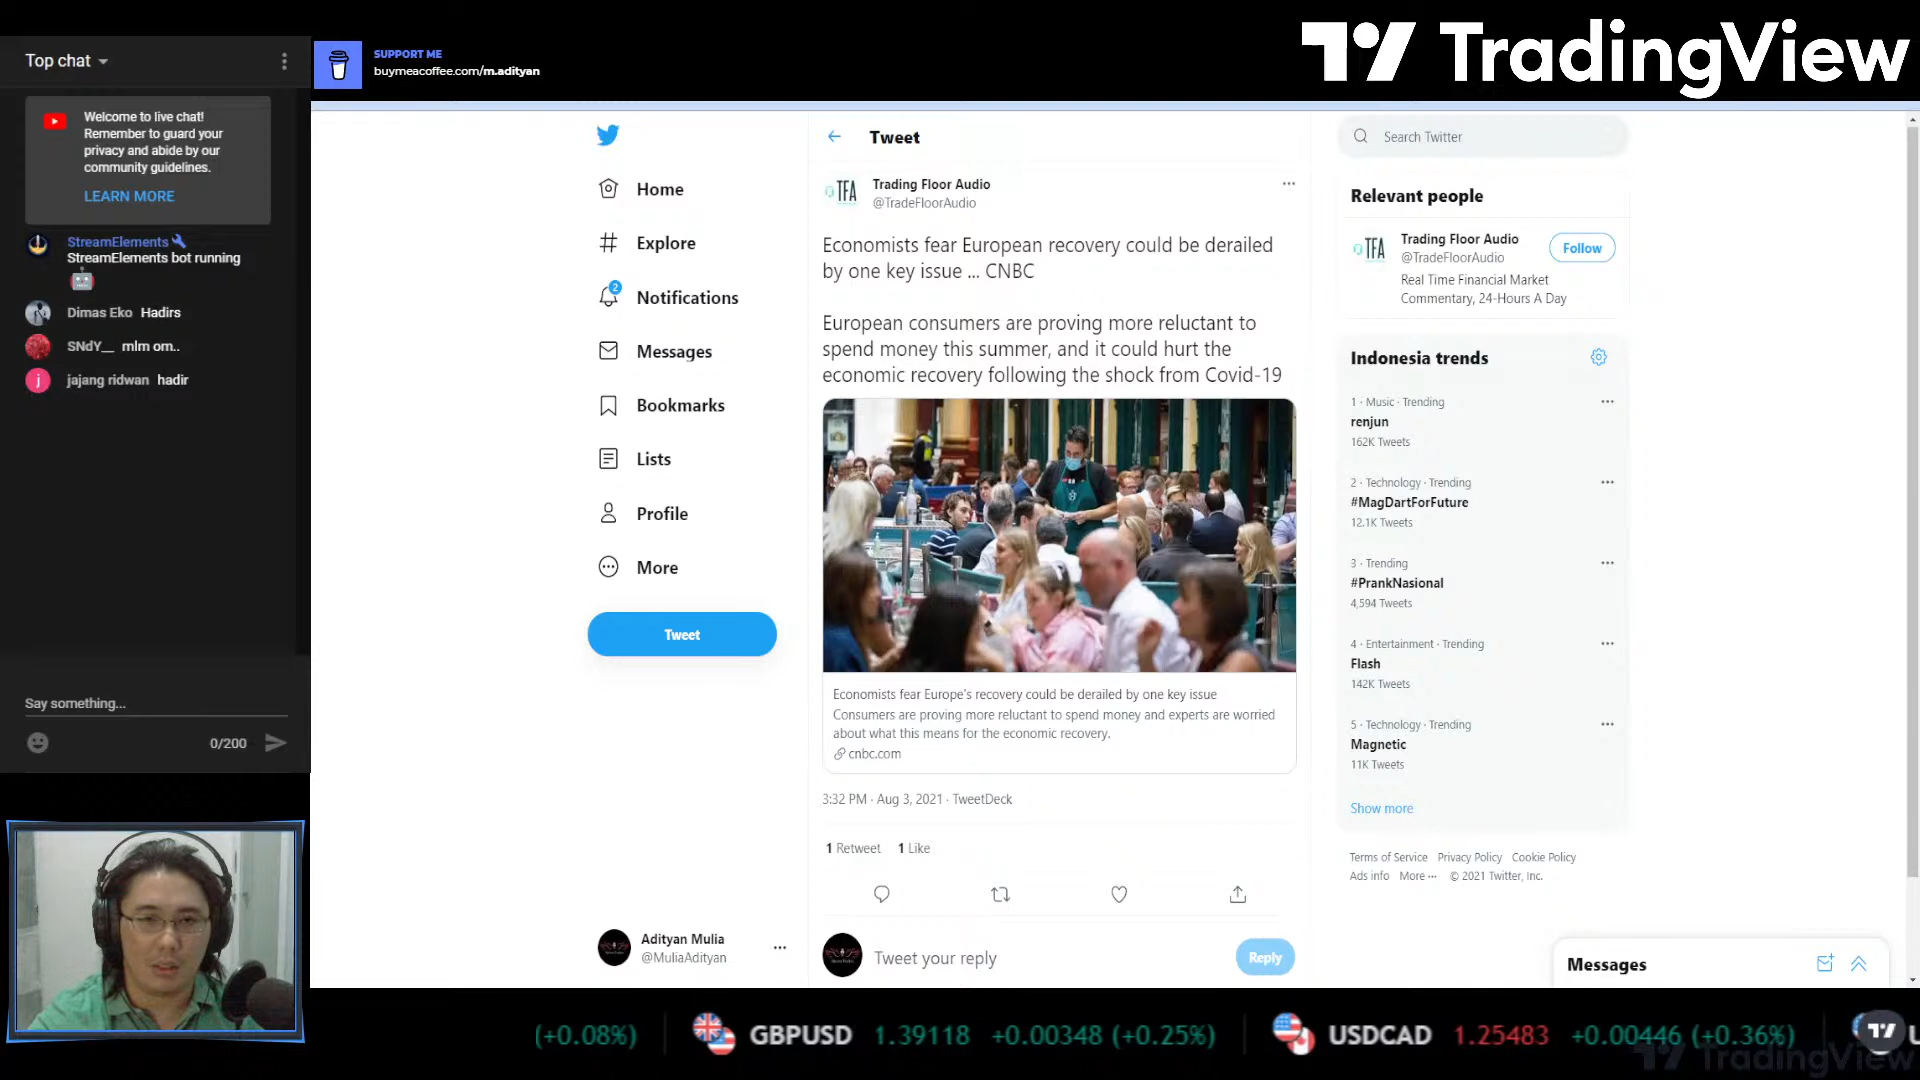 Top chat
Welcome to live chat!
Remember to guard your
privacy and abide by our
community guidelines.
LEARN MORE
StreamElements
StreamElements bot running
Dimas Eko Hadirs
SNdY__ mlm om..
jajang ridwan hadir
Say something...
0/200
SUPPORT ME
buymeacoffee.com/m.adityan
TradingView
Home
Explore
2
Notifications
Messages
Bookmarks
Lists
Profile
More
Tweet
Adityan Mulia
@MuliaAdityan
Tweet
TFA
Trading Floor Audio
@TradeFloorAudio
Economists fear European recovery could be derailed
by one key issue ... CNBC
European consumers are proving more reluctant to
spend money this summer, and it could hurt the
economic recovery following the shock from Covid-19
Economists fear Europe's recovery could be derailed by one key issue
Consumers are proving more reluctant to spend money and experts are worried
about what this means for the economic recovery.
cnbc.com
3:32 PM · Aug 3, 2021 · TweetDeck
1 Retweet 1 Like
Tweet your reply
Reply
Search Twitter
Relevant people
TFA
Trading Floor Audio
@TradeFloorAudio
Follow
Real Time Financial Market
Commentary, 24-Hours A Day
Indonesia trends
1 · Music · Trending
renjun
162K Tweets
2 · Technology · Trending
#MagDartForFuture
12.1K Tweets
3 · Trending
#PrankNasional
4,594 Tweets
4 · Entertainment · Trending
Flash
142K Tweets
5 · Technology · Trending
Magnetic
11K Tweets
Show more
Terms of Service Privacy Policy Cookie Policy
Ads info More ··· © 2021 Twitter, Inc.
Messages
(+0.08%) GBPUSD 1.39118 +0.00348 (+0.25%) USDCAD 1.25483 +0.00446 (+0.36%)
TradingView